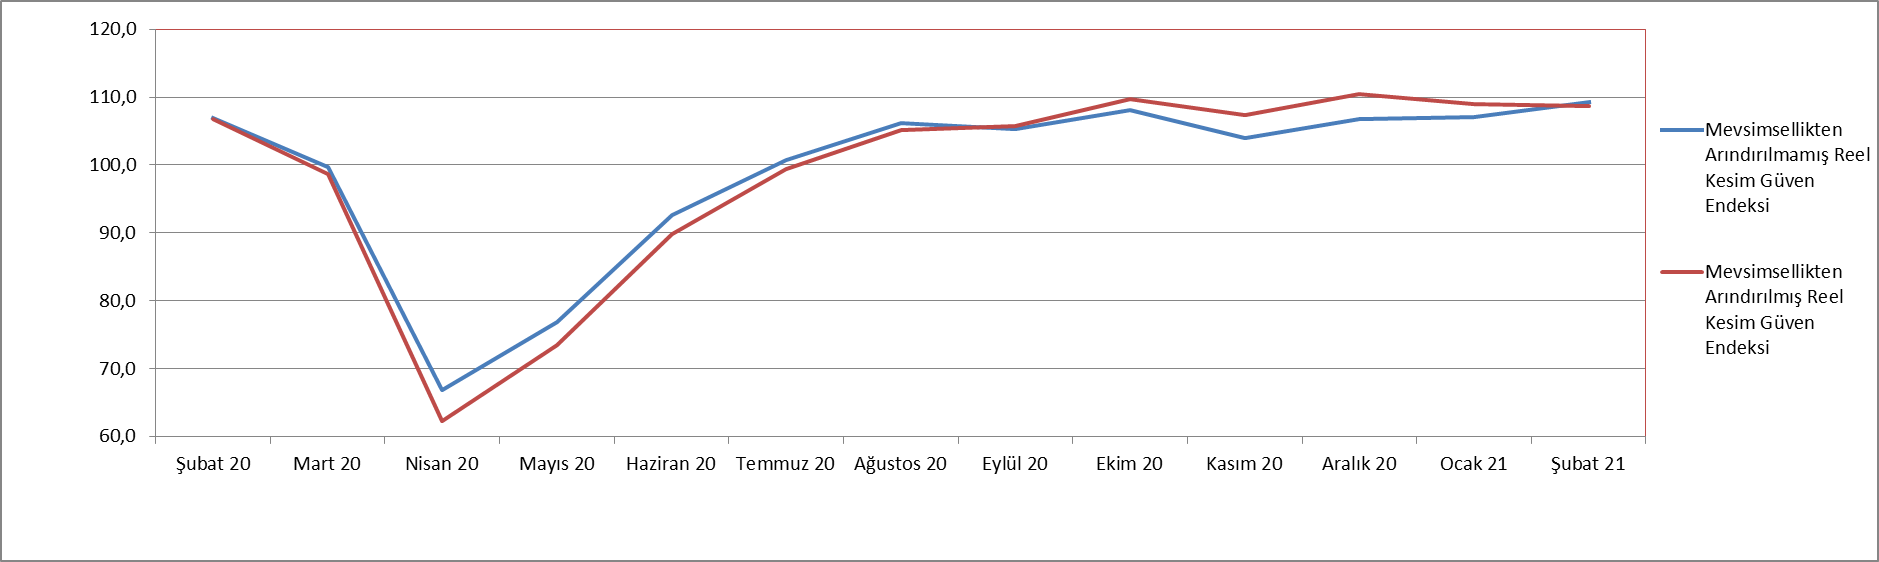 120,0
110,0
100,0
90,0
80,0
70,0
60,0
Şubat 20 Mart 20 Nisan 20 Mayıs 20 Haziran 20 Temmuz 20 Ağustos 20 Eylül 20 Ekim 20 Kasım 20 Aralık 20 Ocak 21 Şubat 21
Mevsimsellikten
Arındırılmamış Reel
Kesim Güven
Endeksi
Mevsimsellikten
Arındırılmış Reel
Kesim Güven
Endeksi